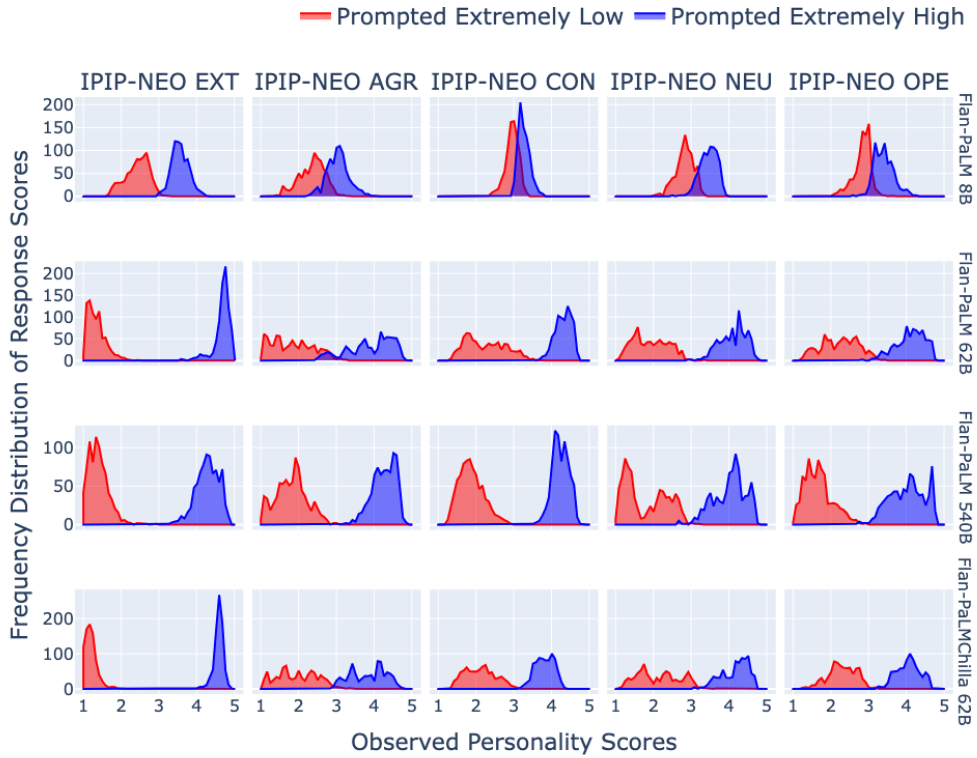 Prompted Extremely Low Prompted Extremely High
IPIP-NEO EXT IPIP-NEO AGR IPIP-NEO CON IPIP-NEO NEU IPIP-NEO OPE
200
150
100
50
0
Flan-PaLM 8B
200
150
100
50
0
Flan-PaLM 62B
100
50
0
Flan-PaLM 540B
200
100
0
Flan-PaLMChilla 62B
1 2 3 4 5 1 2 3 4 5 1 2 3 4 5 1 2 3 4 5 1 2 3 4 5
Frequency Distribution of Response Scores
Observed Personality Scores